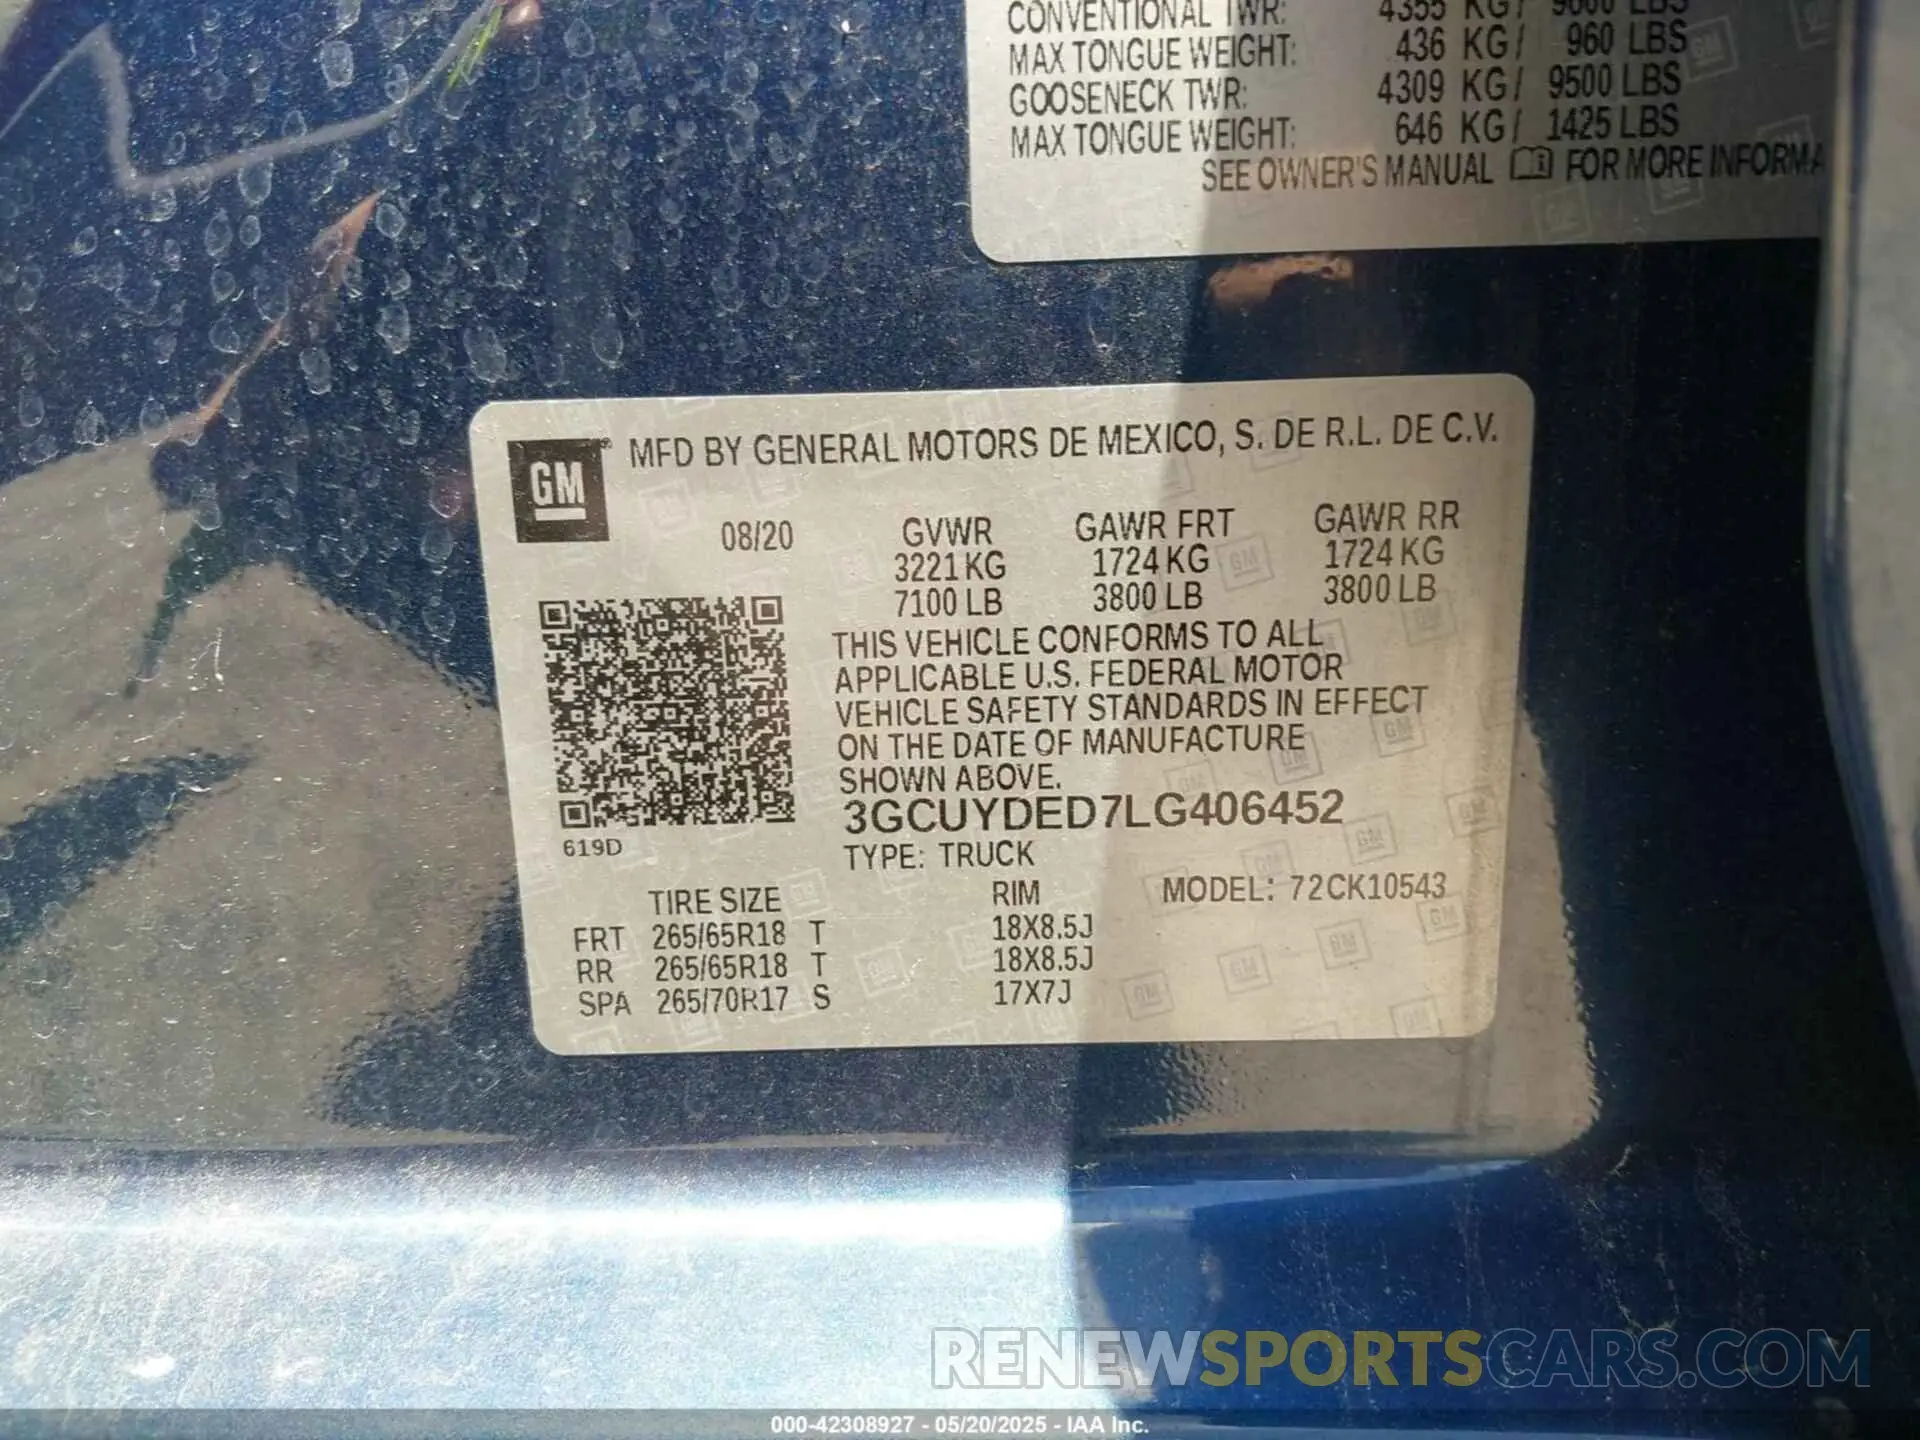 CONVENTIONAL TWR: 4355 KG/ 9600 LBS
MAX TONGUE WEIGHT: 436 KG/ 960 LBS
GOOSENECK TWR: 4309 KG/ 9500 LBS
MAX TONGUE WEIGHT: 646 KG/ 1425 LBS
SEE OWNER'S MANUAL FOR MORE INFORMA
GM
MFD BY GENERAL MOTORS DE MEXICO, S. DE R.L. DE C.V.
08/20 GVWR GAWR FRT GAWR RR
3221 KG 1724 KG 1724 KG
7100 LB 3800 LB 3800 LB
THIS VEHICLE CONFORMS TO ALL
APPLICABLE U.S. FEDERAL MOTOR
VEHICLE SAFETY STANDARDS IN EFFECT
ON THE DATE OF MANUFACTURE
SHOWN ABOVE.
3GCUYDED7LG406452
619D
TYPE: TRUCK
TIRE SIZE RIM MODEL: 72CK10543
FRT 265/65R18 T 18X8.5J
RR 265/65R18 T 18X8.5J
SPA 265/70R17 S 17X7J
RENEWSPORTSCARS.COM
000-42308927 - 05/20/2025 - IAA Inc.